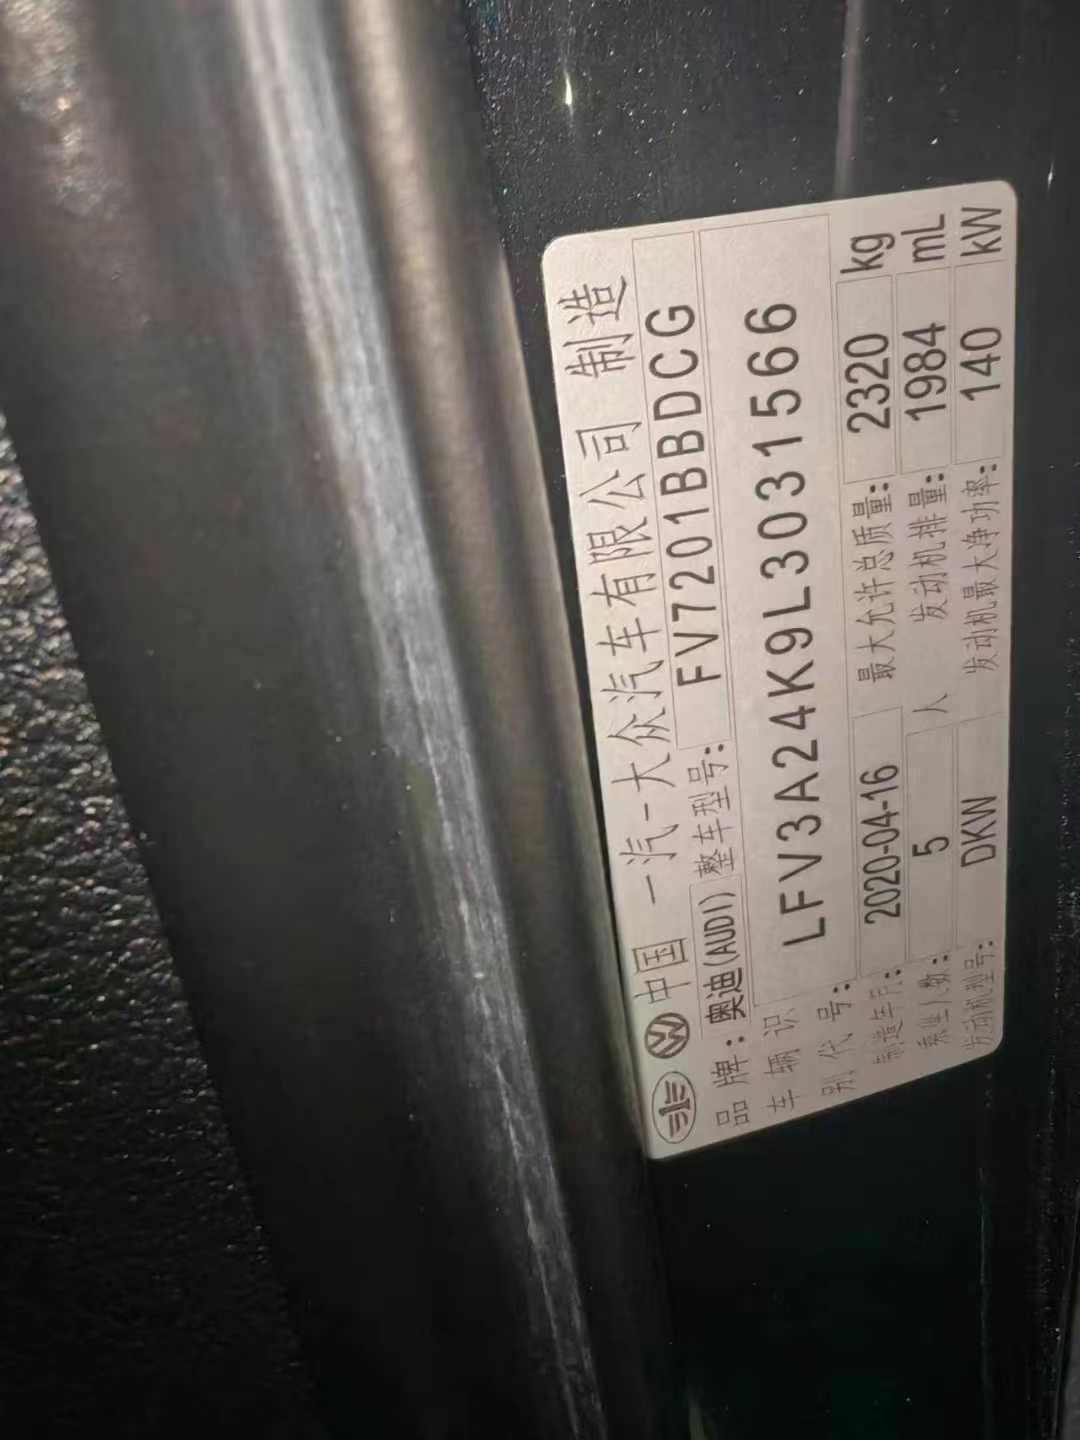 中国 一汽-大众汽车有限公司 制造
品牌：奥迪(AUDI) 整车型号： FV7201BBDCG
车辆识别代号： LFV3A24K9L3031566
制造年月： 2020-04-16 最大允许总质量： 2320 kg
乘坐人数： 5 人 发动机排量： 1984 mL
发动机型号： DKW 发动机最大净功率： 140 kW